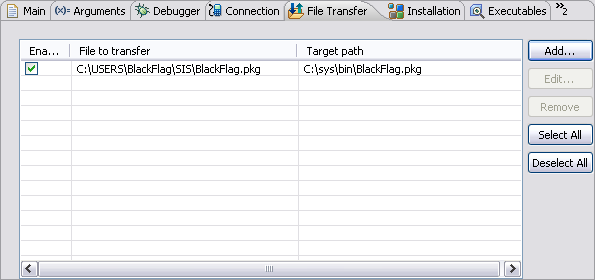 Main (x)= Arguments Debugger Connection File Transfer Installation Executables »2
Ena... File to transfer Target path
C:\USERS\BlackFlag\SIS\BlackFlag.pkg C:\sys\bin\BlackFlag.pkg
Add...
Edit...
Remove
Select All
Deselect All